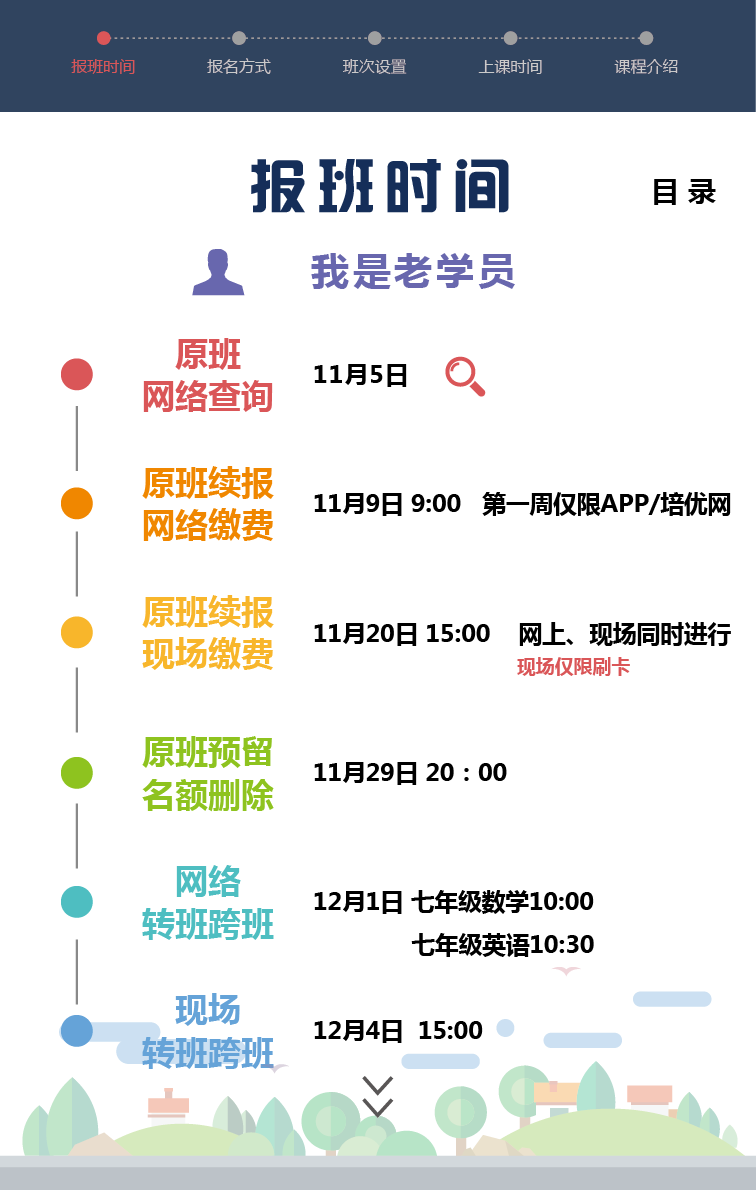 报班时间 报名方式 班次设置 上课时间 课程介绍
报班时间
目 录
我是老学员
原班
网络查询
11月5日
原班续报
网络缴费
11月9日 9:00 第一周仅限APP/培优网
原班续报
现场缴费
11月20日 15:00 网上、现场同时进行
现场仅限刷卡
原班预留
名额删除
11月29日 20：00
网络
转班跨班
12月1日 七年级数学10:00
七年级英语10:30
现场
转班跨班
12月4日 15:00